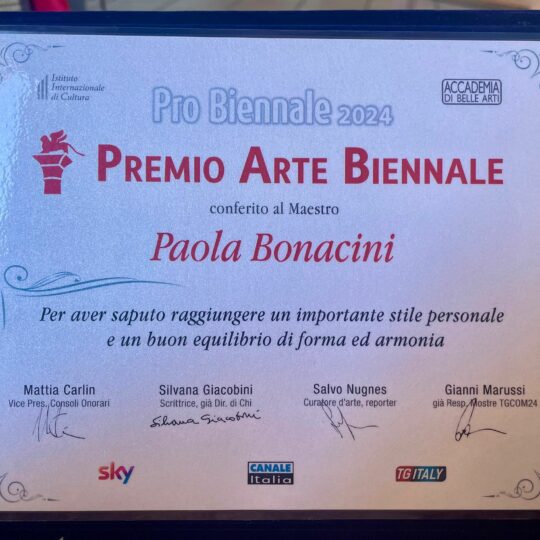 Istituto
Internazionale
di Cultura
ACCADEMIA
DI BELLE ARTI
Pro Biennale 2024
PREMIO ARTE BIENNALE
conferito al Maestro
Paola Bonacini
Per aver saputo raggiungere un importante stile personale
e un buon equilibrio di forma ed armonia
Mattia Carlin
Vice Pres. Consoli Onorari
Silvana Giacobini
Scrittrice, già Dir. di Chi
Silvana Giacobini
Salvo Nugnes
Curatore d'arte, reporter
Gianni Marussi
già Resp. Mostre TGCOM24
sky
CANALE
Italia
TG ITALY